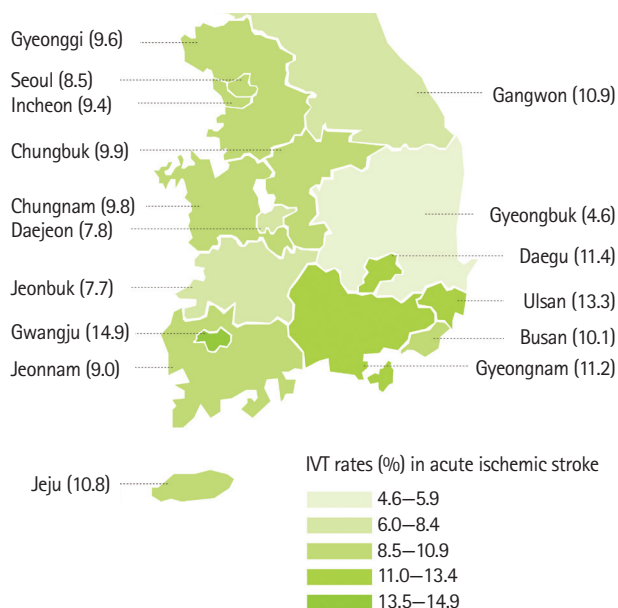 Gyeonggi (9.6)
Seoul (8.5)
Incheon (9.4)
Gangwon (10.9)
Chungbuk (9.9)
Chungnam (9.8)
Gyeongbuk (4.6)
Daejeon (7.8)
Daegu (11.4)
Jeonbuk (7.7)
Ulsan (13.3)
Gwangju (14.9)
Busan (10.1)
Jeonnam (9.0)
Gyeongnam (11.2)
Jeju (10.8)
IVT rates (%) in acute ischemic stroke
4.6—5.9
6.0—8.4
8.5—10.9
11.0—13.4
13.5—14.9